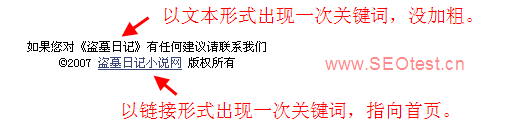 以文本形式出现一次关键词，没加粗。
如果您对《盗墓日记》有任何建议请联系我们
©2007 盗墓日记小说网 版权所有
www.SEOtest.cn
以链接形式出现一次关键词，指向首页。